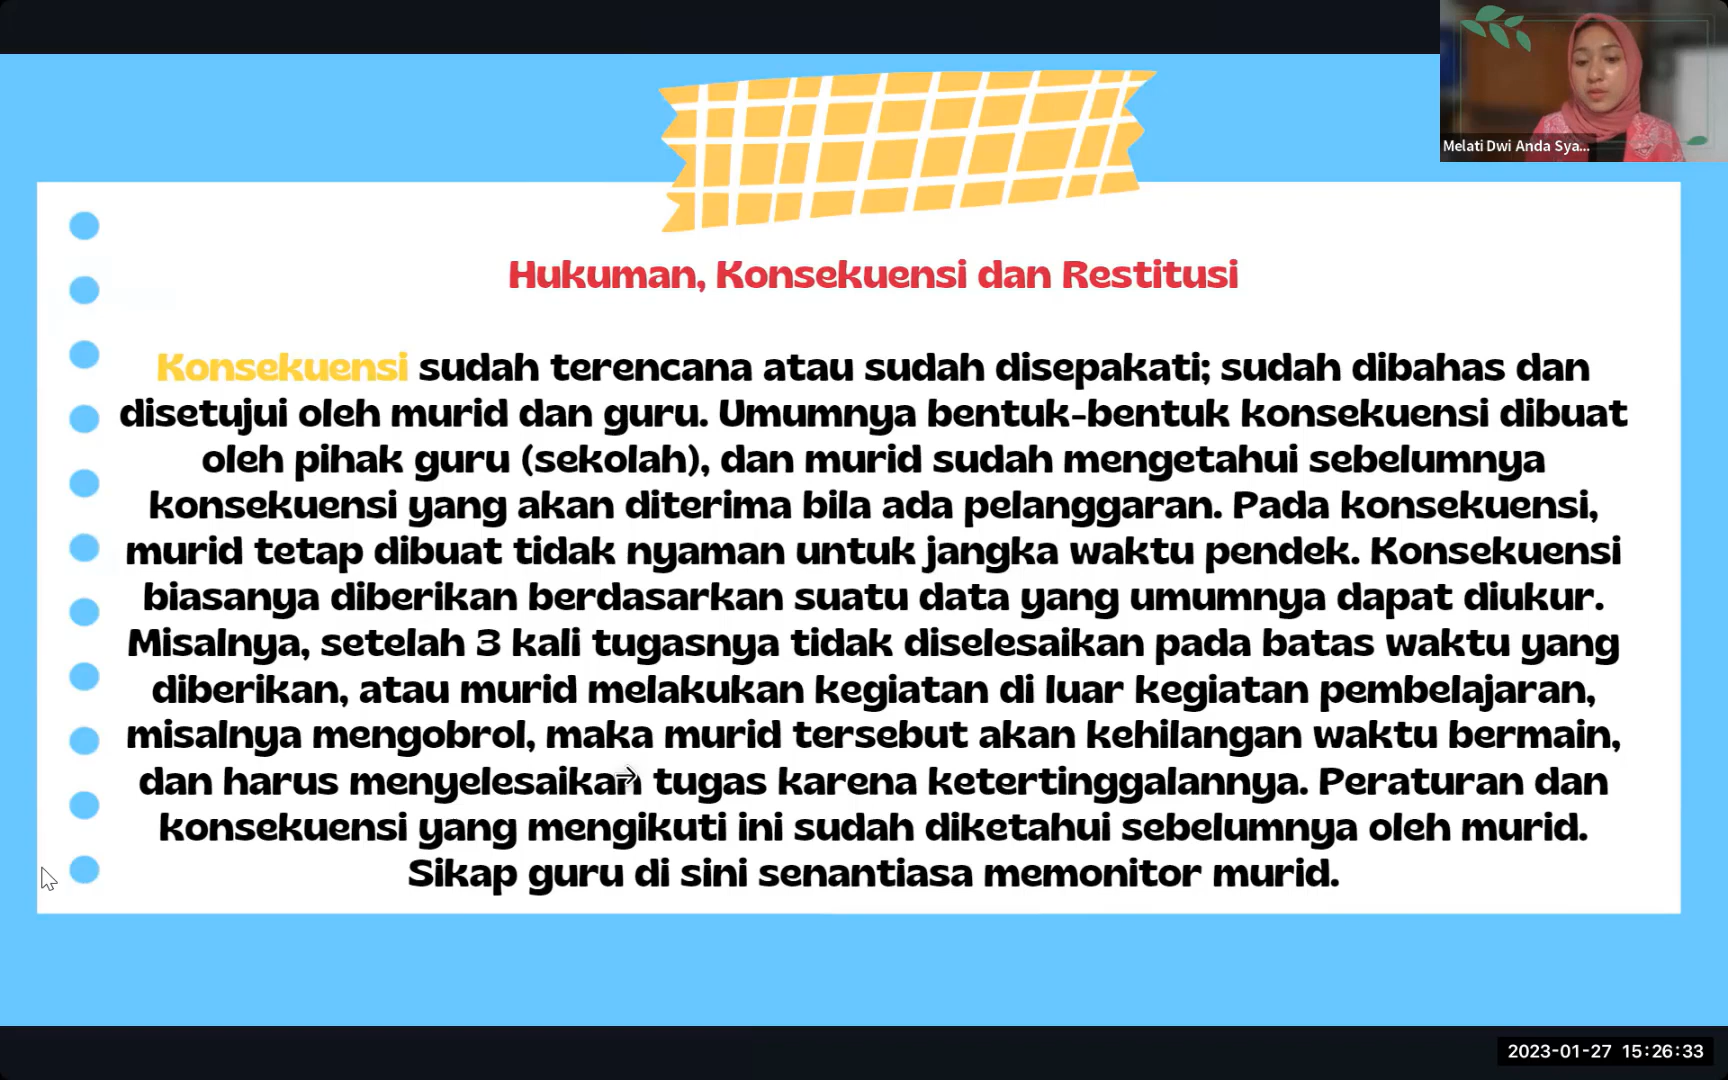 Melati Dwi Anda Sya...
Hukuman, Konsekuensi dan Restitusi
Konsekuensi sudah terencana atau sudah disepakati; sudah dibahas dan
disetujui oleh murid dan guru. Umumnya bentuk-bentuk konsekuensi dibuat
oleh pihak guru (sekolah), dan murid sudah mengetahui sebelumnya
konsekuensi yang akan diterima bila ada pelanggaran. Pada konsekuensi,
murid tetap dibuat tidak nyaman untuk jangka waktu pendek. Konsekuensi
biasanya diberikan berdasarkan suatu data yang umumnya dapat diukur.
Misalnya, setelah 3 kali tugasnya tidak diselesaikan pada batas waktu yang
diberikan, atau murid melakukan kegiatan di luar kegiatan pembelajaran,
misalnya mengobrol, maka murid tersebut akan kehilangan waktu bermain,
dan harus menyelesaikan tugas karena ketertinggalannya. Peraturan dan
konsekuensi yang mengikuti ini sudah diketahui sebelumnya oleh murid.
Sikap guru di sini senantiasa memonitor murid.
2023-01-27 15:26:33